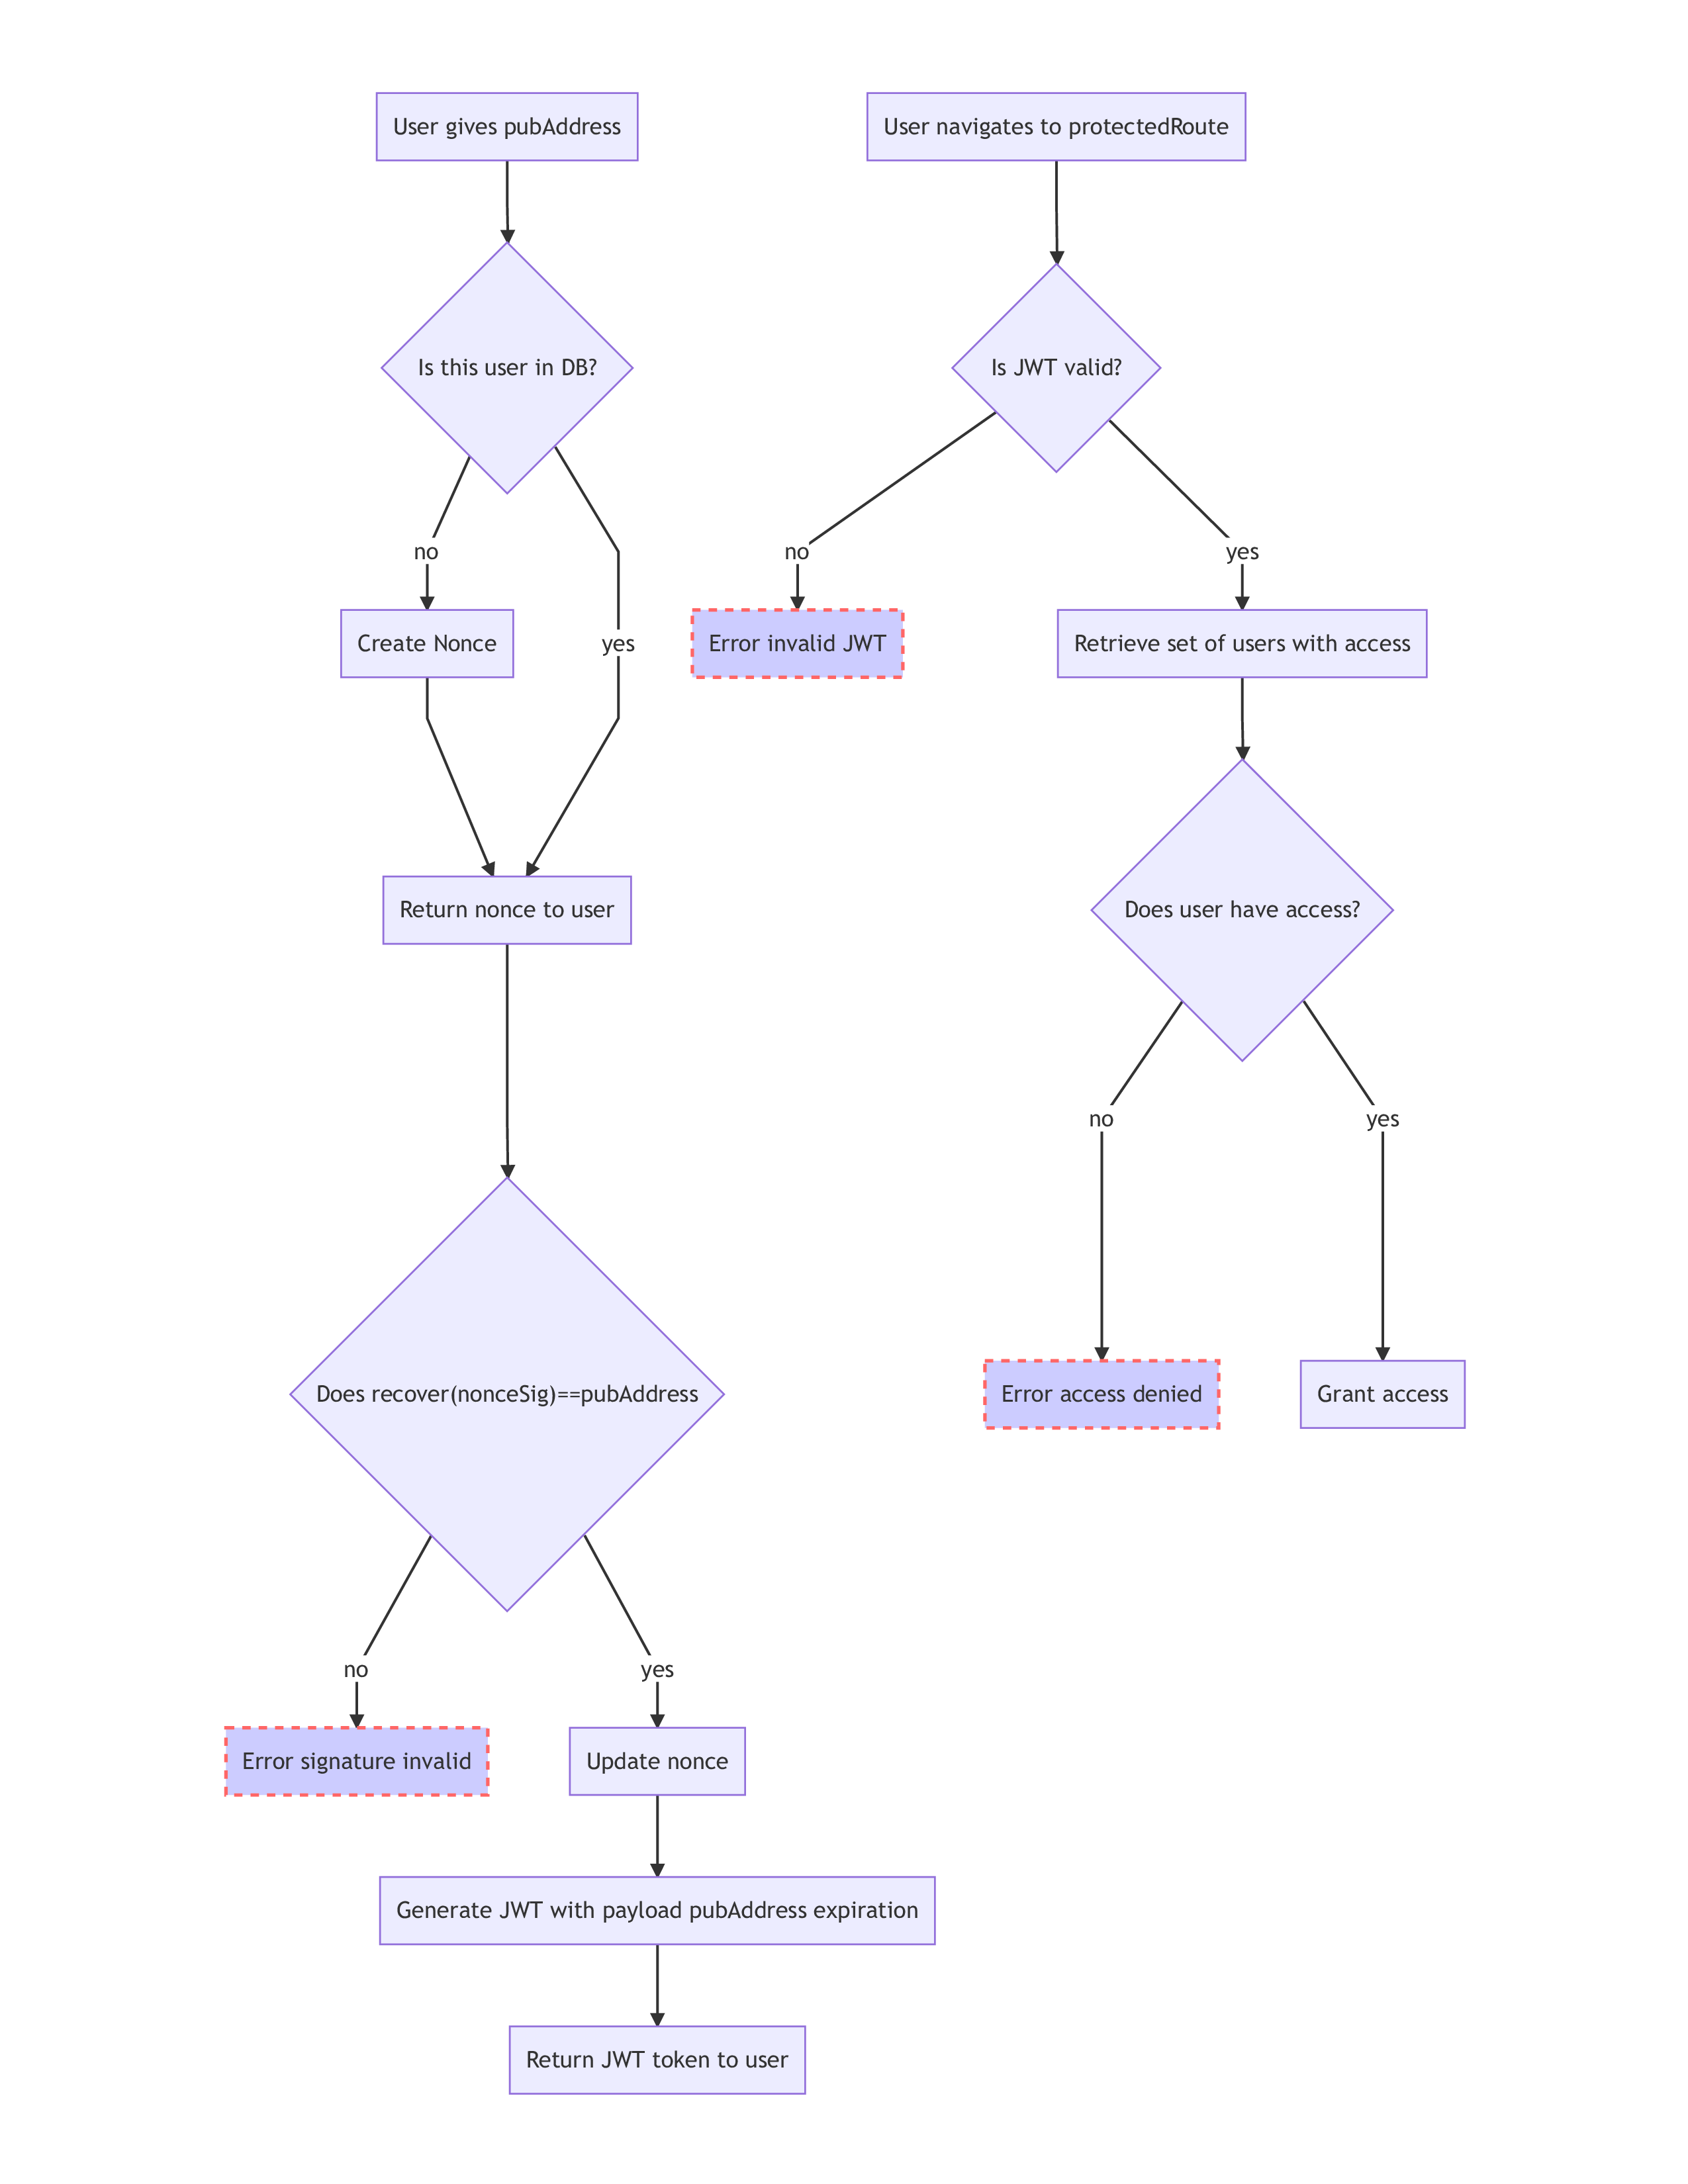 User gives pubAddress
Is this user in DB?
no
yes
Create Nonce
Return nonce to user
Does recover(nonceSig)==pubAddress
no
yes
Error signature invalid
Update nonce
Generate JWT with payload pubAddress expiration
Return JWT token to user
User navigates to protectedRoute
Is JWT valid?
no
yes
Error invalid JWT
Retrieve set of users with access
Does user have access?
no
yes
Error access denied
Grant access